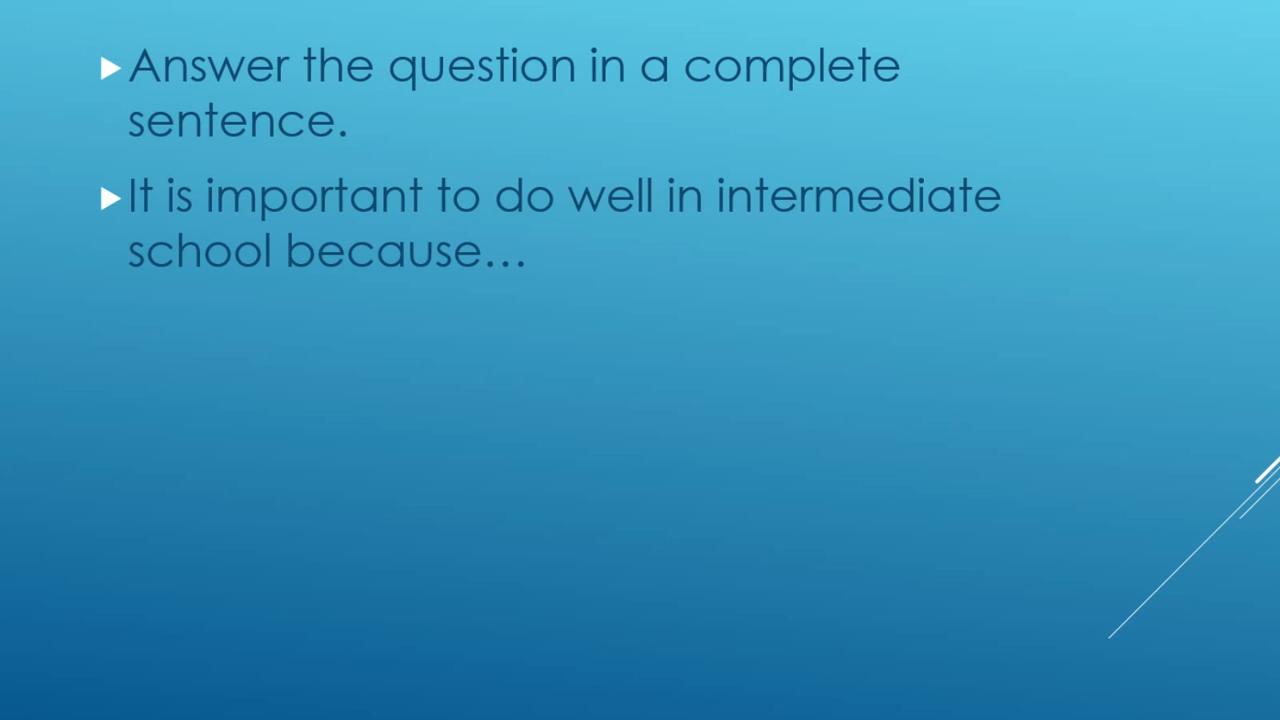 Answer the question in a complete
sentence.
It is important to do well in intermediate
school because…